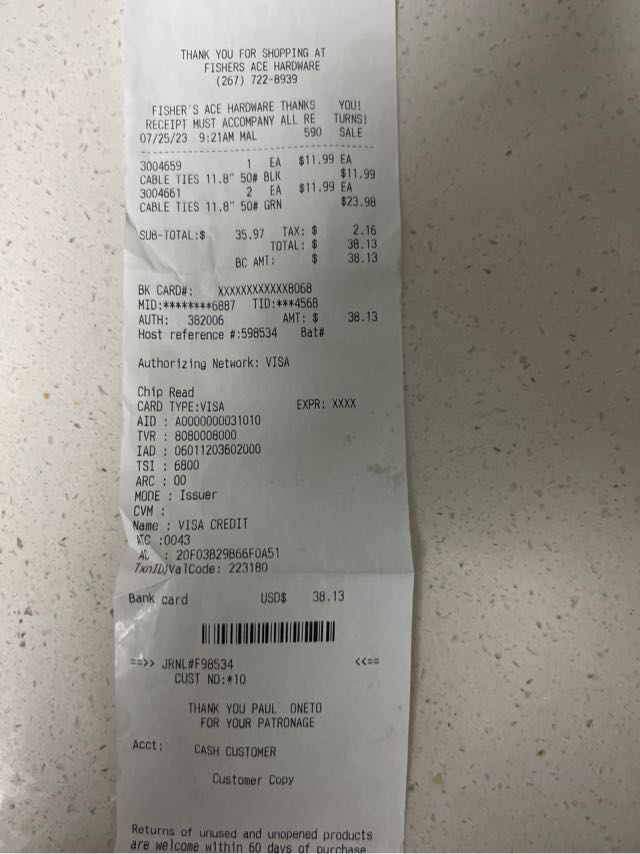 THANK YOU FOR SHOPPING AT
FISHERS ACE HARDWARE
(267) 722-8939
FISHER'S ACE HARDWARE THANKS YOU!
RECEIPT MUST ACCOMPANY ALL RE TURNS!
07/25/23 9:21AM MAL 590 SALE
3004659 1 EA $11.99 EA
CABLE TIES 11.8" 50# BLK $11.99
3004661 2 EA $11.99 EA
CABLE TIES 11.8" 50# GRN $23.98
SUB-TOTAL:$ 35.97 TAX: $ 2.16
TOTAL: $ 38.13
BC AMT: $ 38.13
BK CARD#: XXXXXXXXXXXX8068
MID:********6887 TID:***4568
AUTH: 382006 AMT: $ 38.13
Host reference #:598534 Bat#
Authorizing Network: VISA
Chip Read
CARD TYPE:VISA EXPR: XXXX
AID : A0000000031010
TVR : 8080008000
IAD : 06011203602000
TSI : 6800
ARC : 00
MODE : Issuer
CVM :
Name : VISA CREDIT
ATC :0043
AC : 20F03B29B66F0A51
TxnID/ValCode: 223180
Bank card USD$ 38.13
==>> JRNL#F98534 <<==
CUST NO:*10
THANK YOU PAUL ONETO
FOR YOUR PATRONAGE
Acct: CASH CUSTOMER
Customer Copy
Returns of unused and unopened products
are welcome within 60 days of purchase